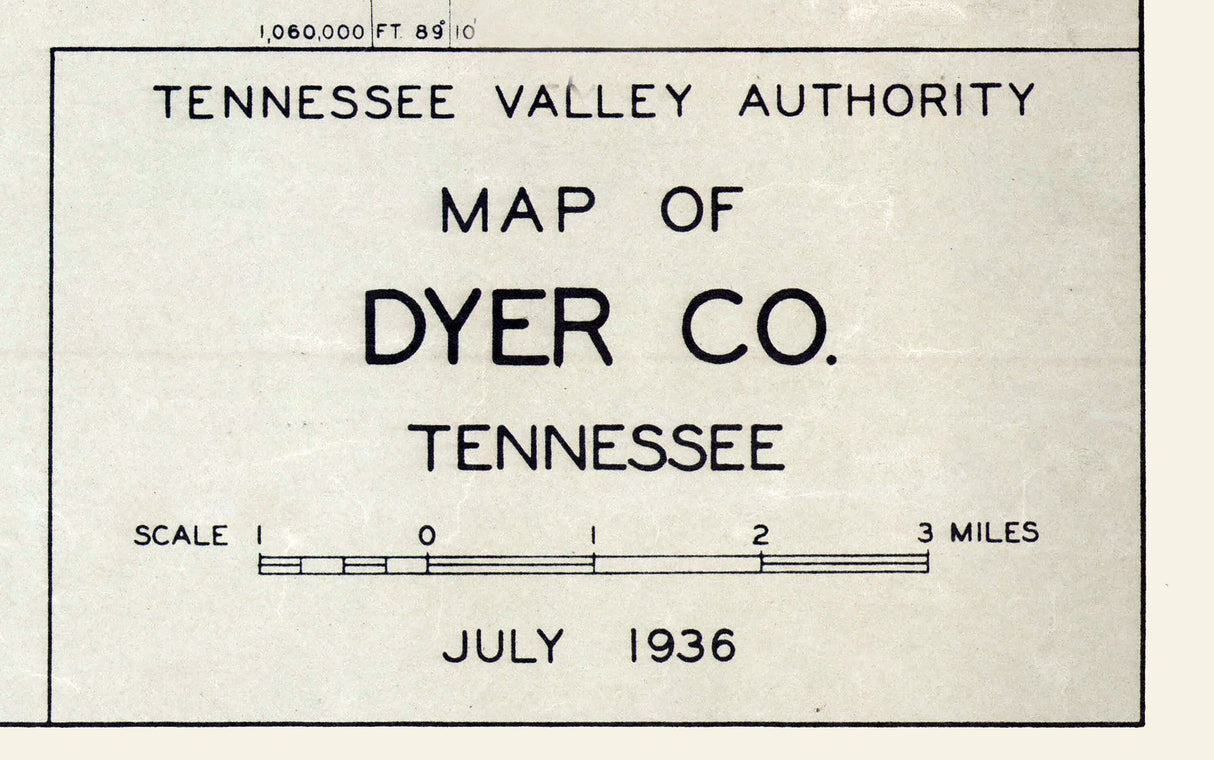 1,060,000 FT. 89° 10'
TENNESSEE VALLEY AUTHORITY
MAP OF
DYER CO.
TENNESSEE
SCALE 1 0 1 2 3 MILES
JULY 1936